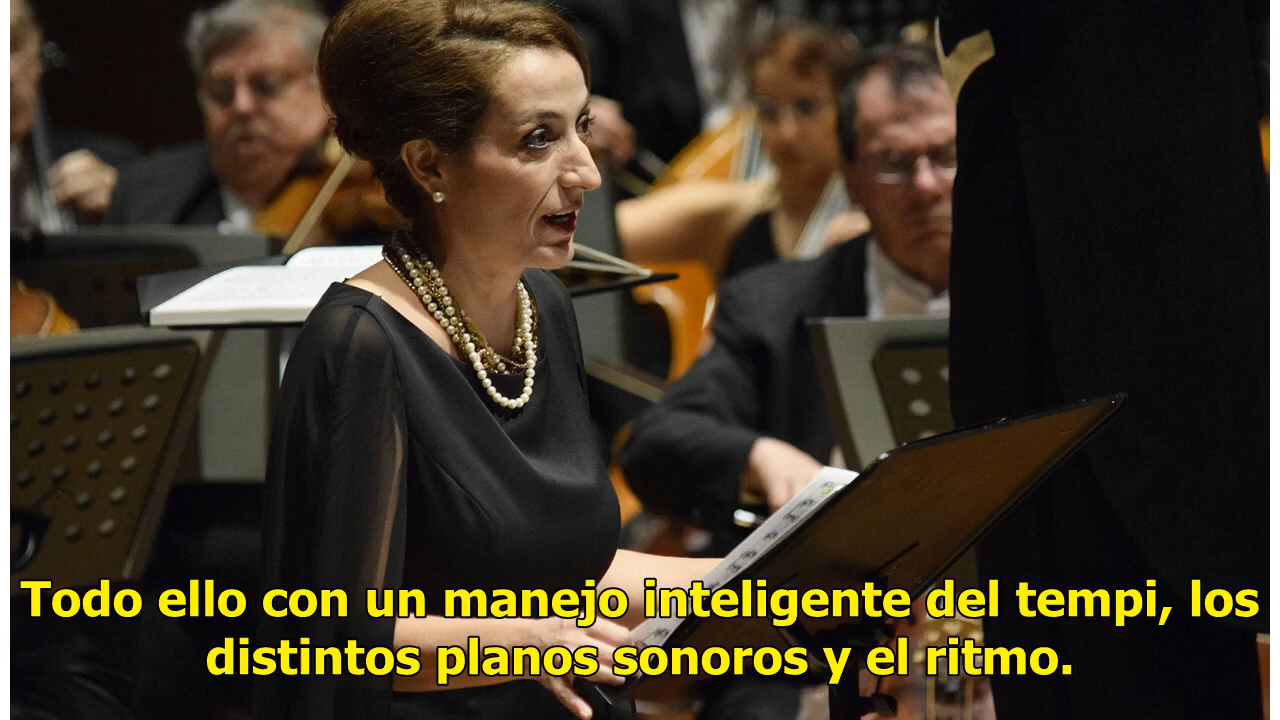 Todo ello con un manejo inteligente del tempi, los
distintos planos sonoros y el ritmo.